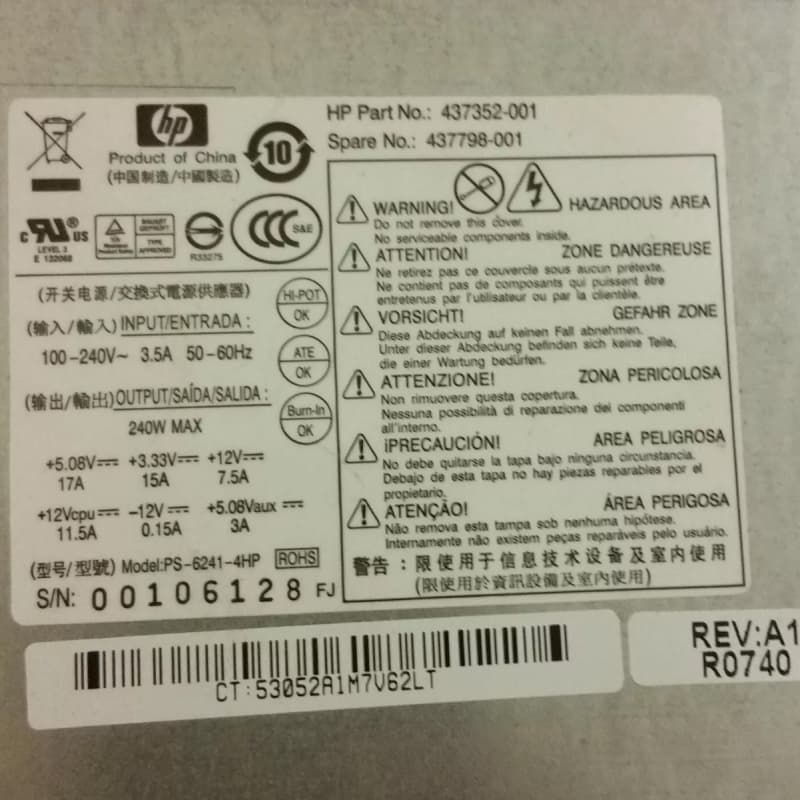 hp
HP Part No.: 437352-001
Product of China
Spare No.: 437798-001
(中国制造/中國製造)
10
WARNING! HAZARDOUS AREA
Do not remove this cover.
No serviceable components inside.
c RU ® US
LEVEL 3
E 132068
TYPE
APPROVED
R33275
CCC S&E
ATTENTION! ZONE DANGEREUSE
Ne retirez pas ce couvercle sous aucun prétexte.
Ne contient pas de composants qui puissent être
entretenus par l'utilisateur ou par la clientèle.
(开关电源/交換式電源供應器)
HI-POT
OK
(输入/輸入) INPUT/ENTRADA :
100-240V~ 3.5A 50-60Hz
ATE
OK
VORSICHT! GEFAHR ZONE
Diese Abdeckung auf keinen Fall abnehmen.
Unter dieser Abdeckung befinden sich keine Teile,
die einer Wartung bedürfen.
(输出/輸出) OUTPUT/SAÍDA/SALIDA :
240W MAX
Burn-In
OK
ATTENZIONE! ZONA PERICOLOSA
Non rimuovere questa copertura.
Nessuna possibilità di reparazione dei componenti
all'interno.
+5.08V +3.33V +12V
17A 15A 7.5A
+12Vcpu -12V +5.08Vaux
11.5A 0.15A 3A
¡PRECAUCIÓN! AREA PELIGROSA
No debe quitarse la tapa bajo ninguna circunstancia.
Debajo de esta tapa no hay piezas reparables por el
propietario.
ATENÇÃO! ÁREA PERIGOSA
Não remova esta tampa sob nenhuma hipótese.
Internamente não existem peças reparáveis pelo usuário.
(型号/型號) Model:PS-6241-4HP ROHS
S/N: 00106128 FJ
警告：限使用于信息技术设备及室内使用
(限使用於資訊設備及室內使用)
CT:53052A1M7V62LT
REV:A1
R0740